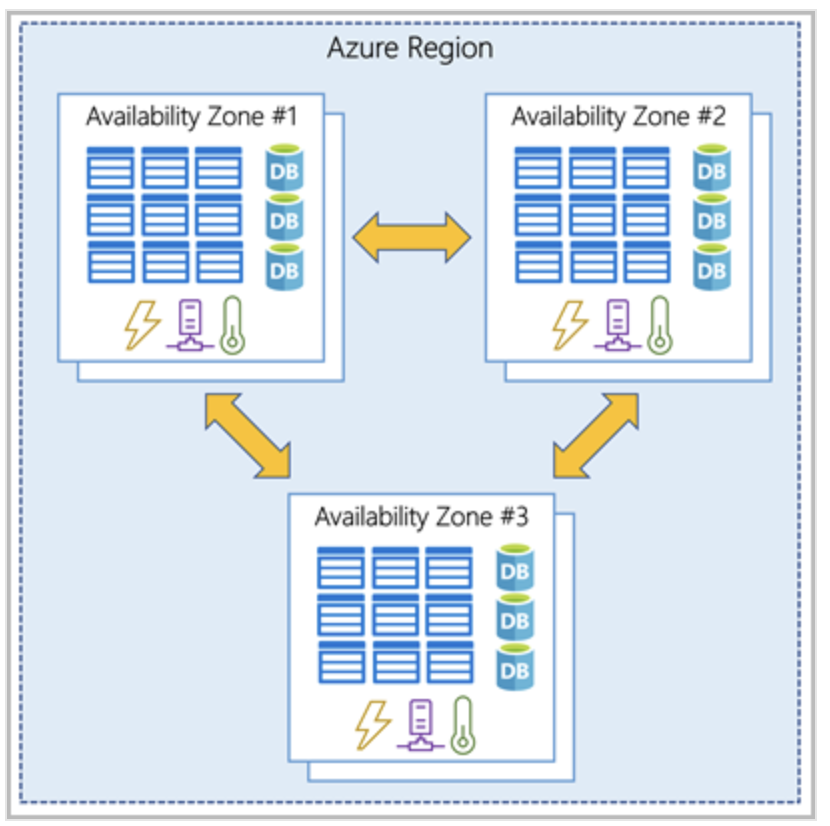 Azure Region
Availability Zone #1
DB
DB
DB
Availability Zone #2
DB
DB
DB
Availability Zone #3
DB
DB
DB